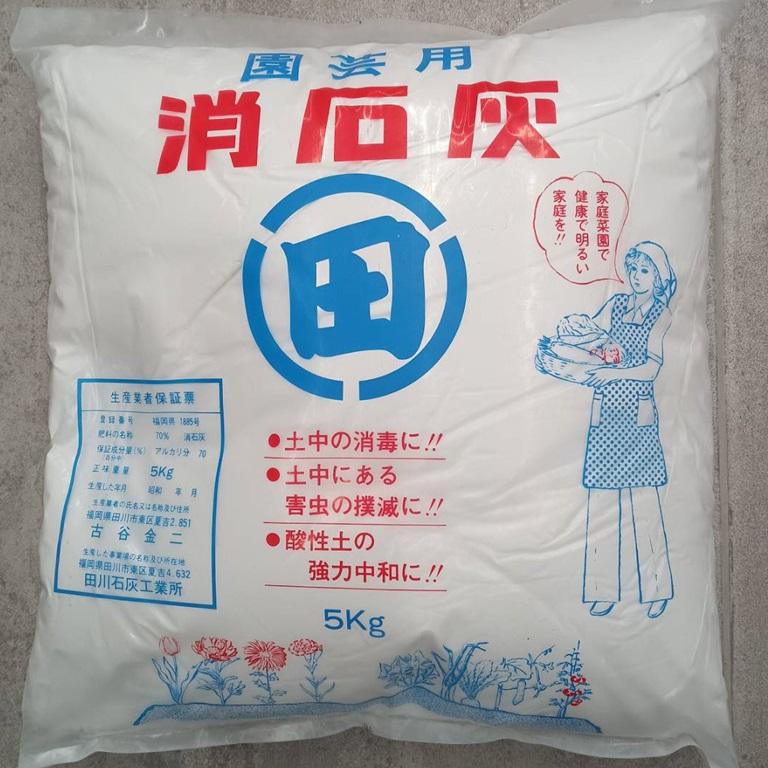 園芸用
消石灰
田
家庭菜園で
健康で明るい
家庭を!!
生産業者保証票
登録番号 福岡県 1885号
肥料の名称 70% 消石灰
保証成分量(%) アルカリ分 70
正味重量 5Kg
生産した年月 昭和 年 月
生産業者の氏名又は名称及び住所
福岡県田川市東区夏吉2.851
古谷金二
生産した事業場の名称及び所在地
福岡県田川市東区夏吉4.632
田川石灰工業所
●土中の消毒に!!
●土中にある
害虫の撲滅に!!
●酸性土の
強力中和に!!
5Kg